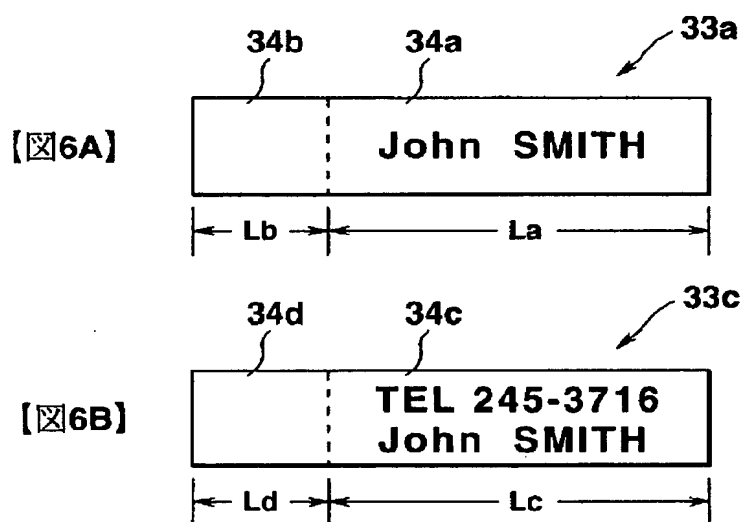 34b 34a 33a
【図6A】 John SMITH
Lb La
34d 34c 33c
【図6B】 TEL 245-3716
John SMITH
Ld Lc